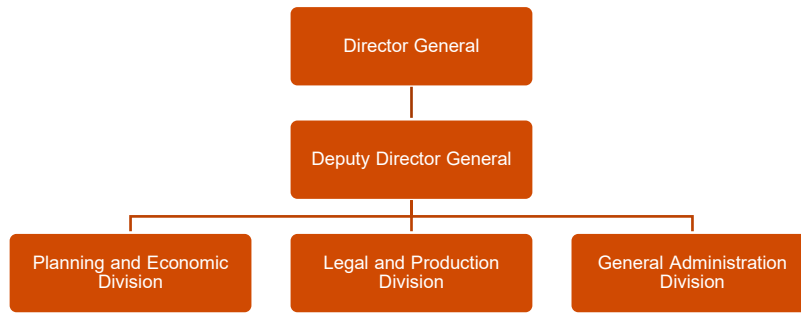 Director General
Deputy Director General
Planning and Economic
Division
Legal and Production
Division
General Administration
Division